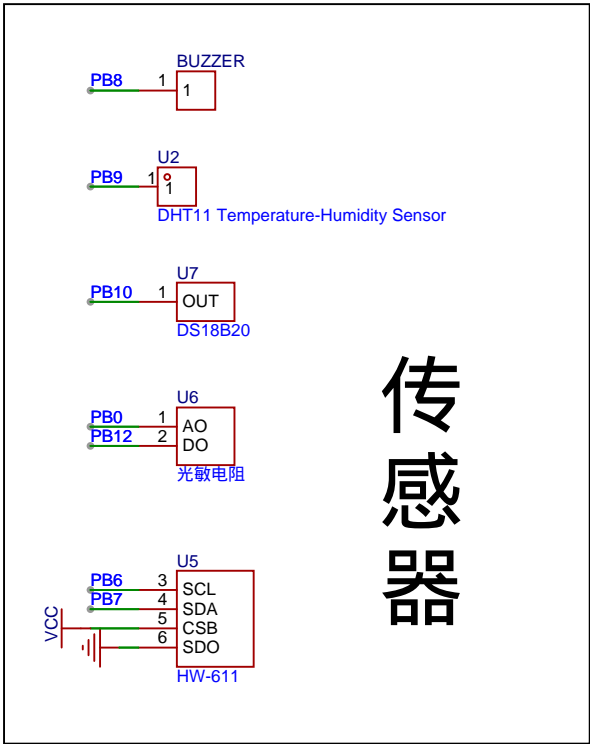 BUZZER
PB8 1 1
U2
PB9 1 1
DHT11 Temperature-Humidity Sensor
U7
PB10 1 OUT
DS18B20
U6
PB0 1 AO
PB12 2 DO
光敏电阻
传
感
器
U5
PB6 3 SCL
PB7 4 SDA
VCC 5 CSB
6 SDO
HW-611